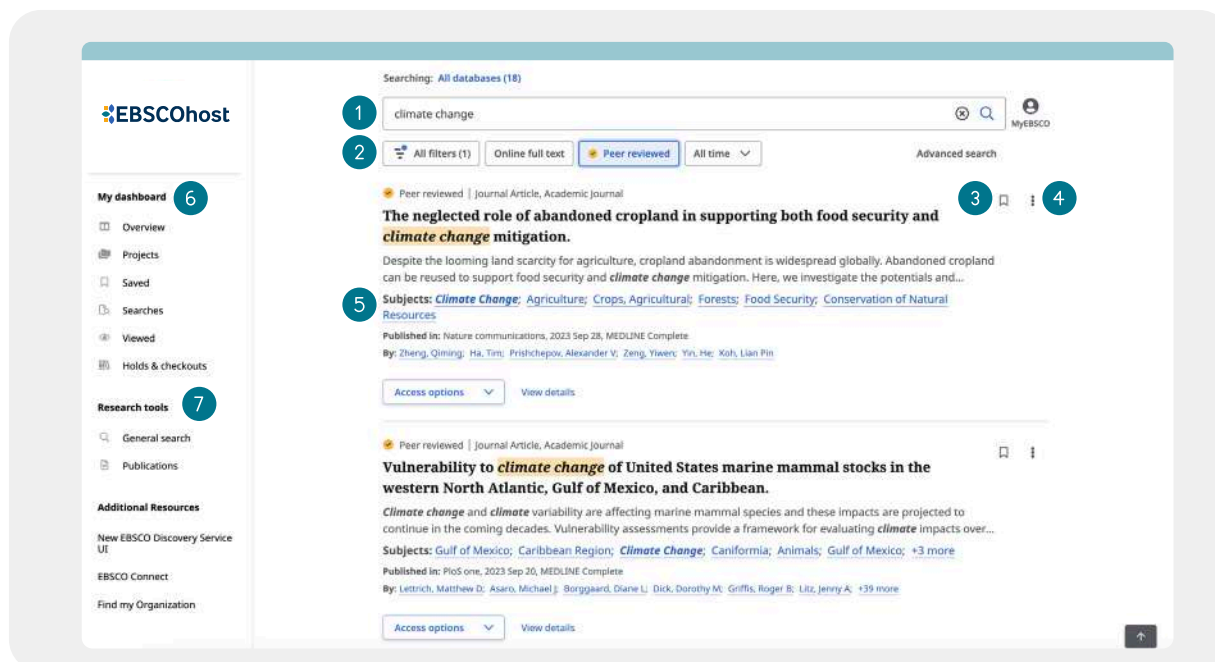 Searching: All databases (18)
EBSCOhost
1
climate change
MyEBSCO
2
All filters (1)
Online full text
Peer reviewed
All time
Advanced search
My dashboard
6
Overview
Projects
Saved
Searches
Viewed
Holds & checkouts
Research tools
7
General search
Publications
Additional Resources
New EBSCO Discovery Service
UI
EBSCO Connect
Find my Organization
Peer reviewed | Journal Article, Academic Journal
3
4
The neglected role of abandoned cropland in supporting both food security and
climate change mitigation.
Despite the looming land scarcity for agriculture, cropland abandonment is widespread globally. Abandoned cropland
can be reused to support food security and climate change mitigation. Here, we investigate the potentials and...
5
Subjects: Climate Change; Agriculture; Crops, Agricultural; Forests; Food Security; Conservation of Natural
Resources
Published in: Nature communications, 2023 Sep 28, MEDLINE Complete
By: Zheng, Qiming; Ha, Tim; Prishchepov, Alexander V; Zeng, Yiwen; Yin, He; Koh, Lian Pin
Access options
View details
Peer reviewed | Journal Article, Academic Journal
Vulnerability to climate change of United States marine mammal stocks in the
western North Atlantic, Gulf of Mexico, and Caribbean.
Climate change and climate variability are affecting marine mammal species and these impacts are projected to
continue in the coming decades. Vulnerability assessments provide a framework for evaluating climate impacts over...
Subjects: Gulf of Mexico; Caribbean Region; Climate Change; Caniformia; Animals; Gulf of Mexico; +3 more
Published in: PloS one, 2023 Sep 20, MEDLINE Complete
By: Lettrich, Matthew D; Asaro, Michael J; Borggaard, Diane L; Dick, Dorothy M; Griffis, Roger B; Litz, Jenny A; +39 more
Access options
View details